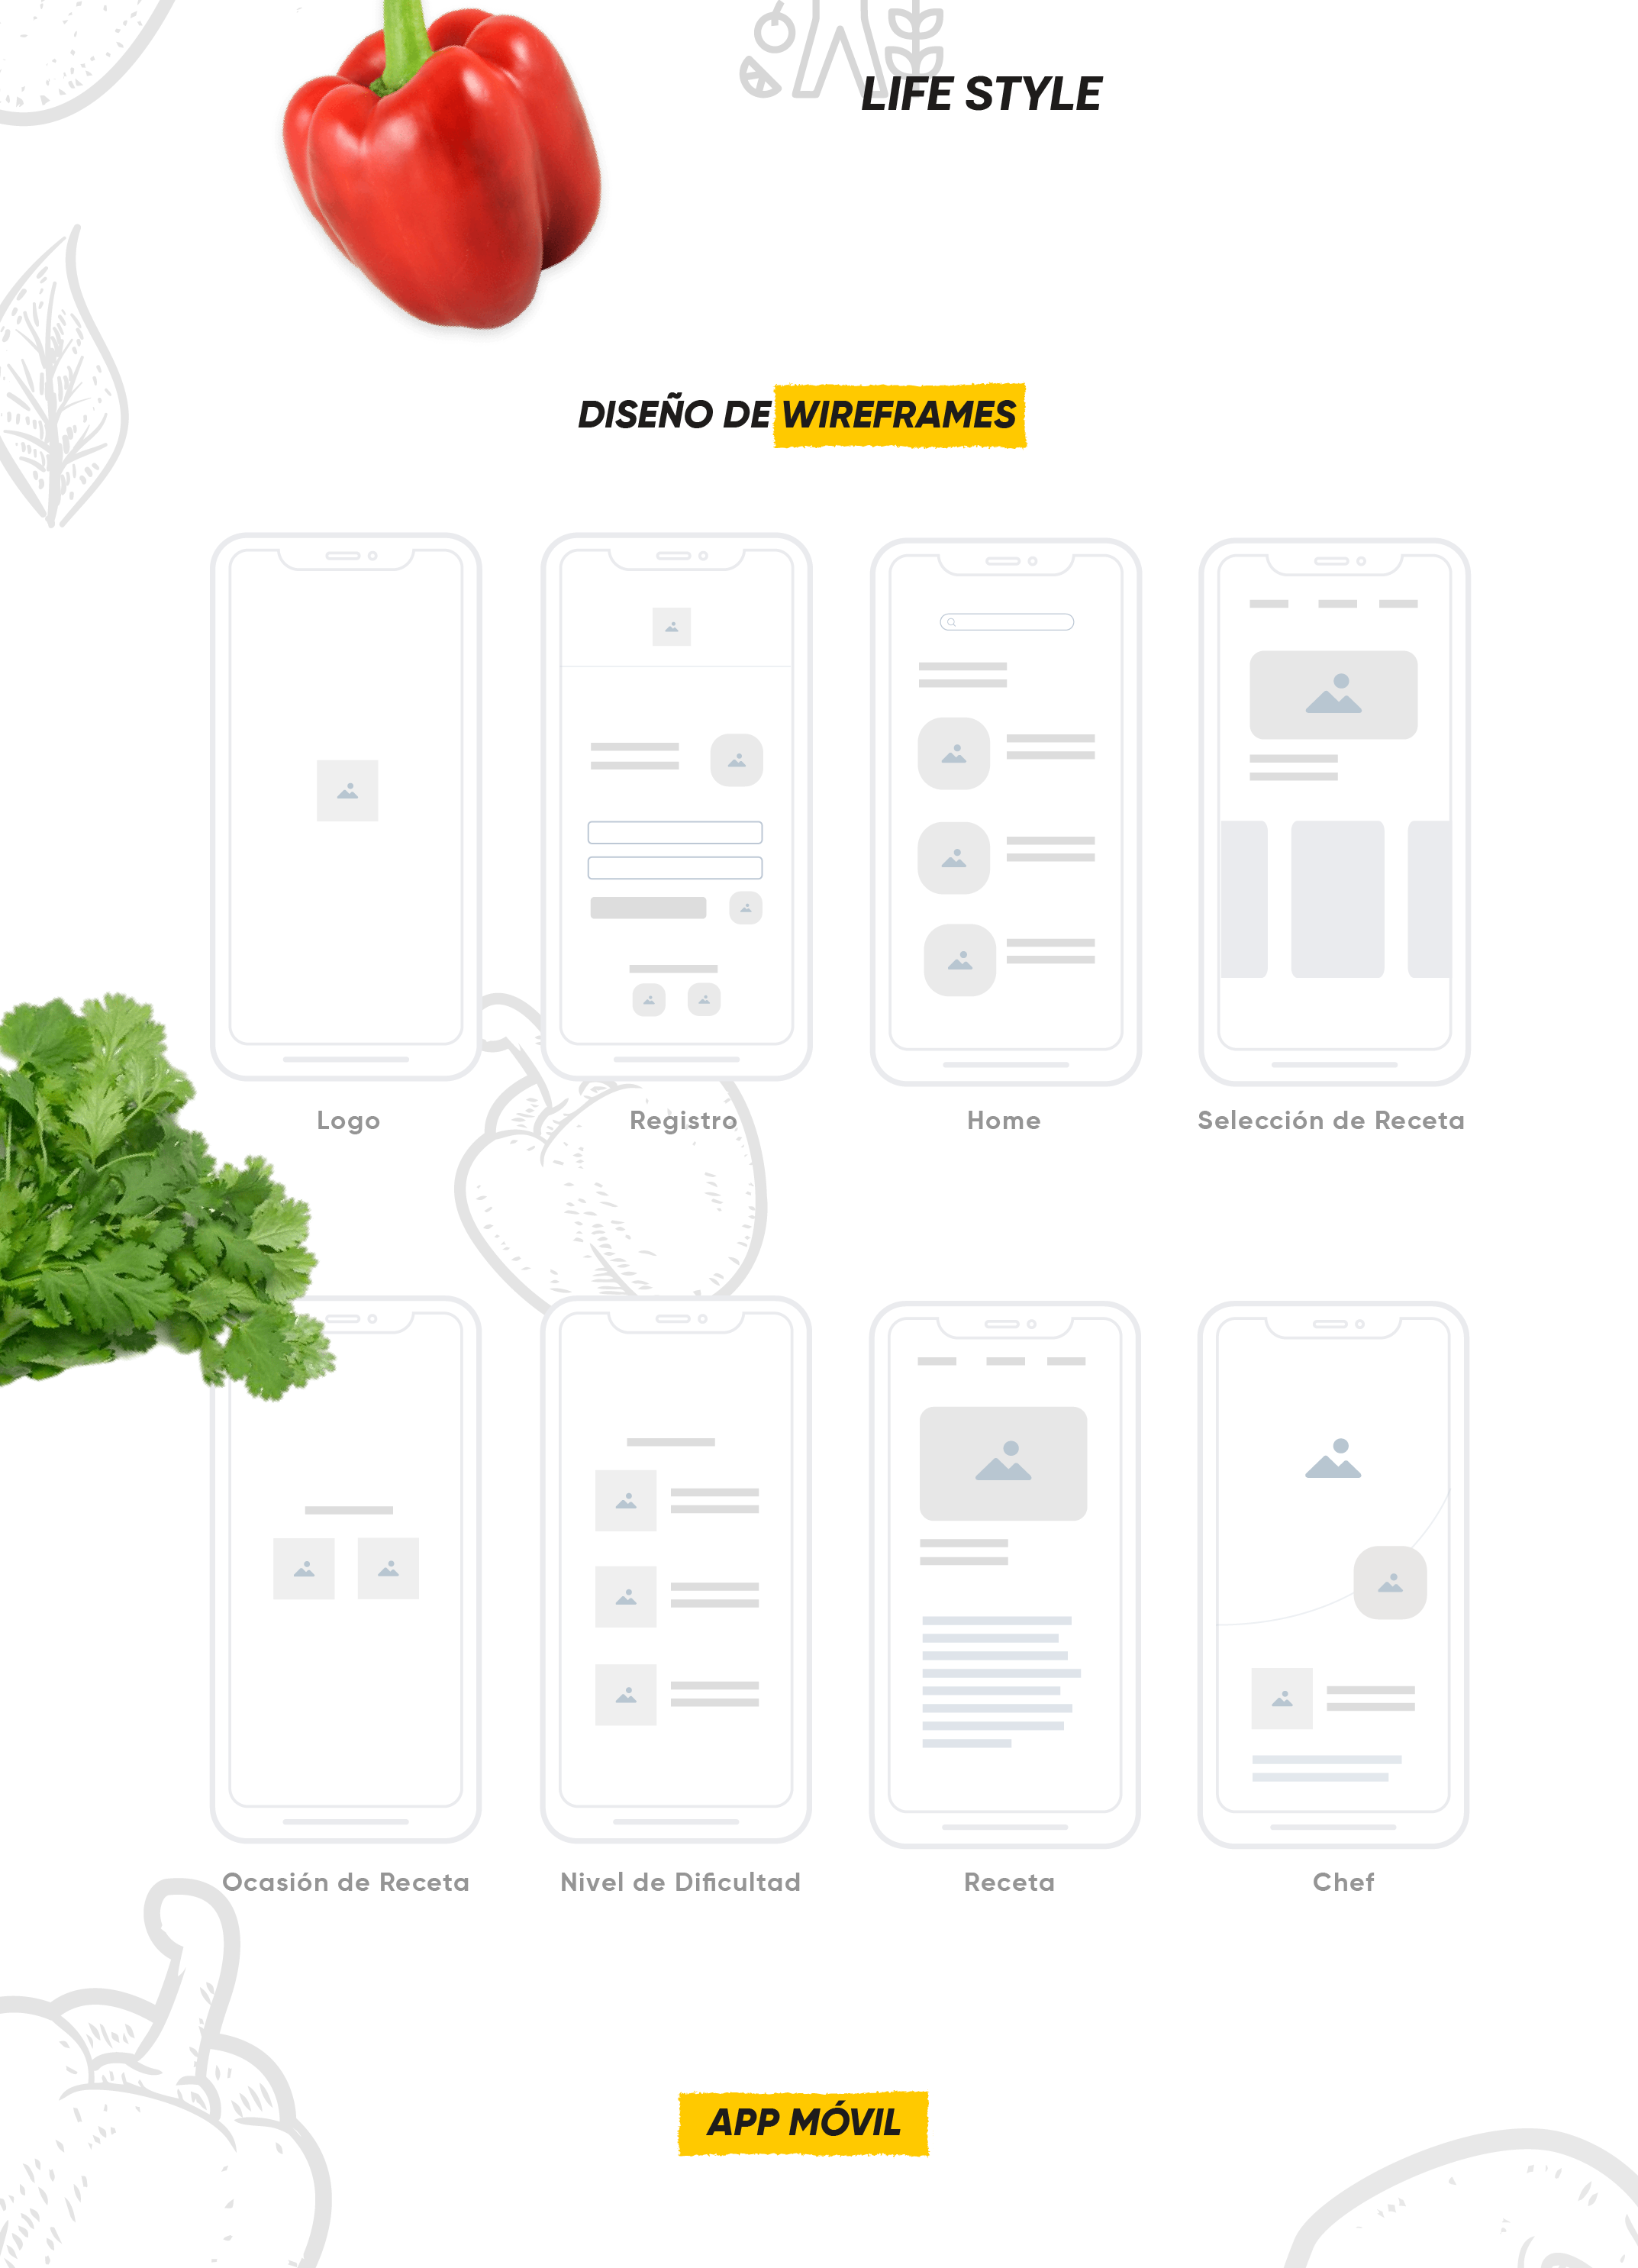 LIFE STYLE
DISEÑO DE WIREFRAMES
Logo
Registro
Home
Selección de Receta
Ocasión de Receta
Nivel de Dificultad
Receta
Chef
APP MÓVIL